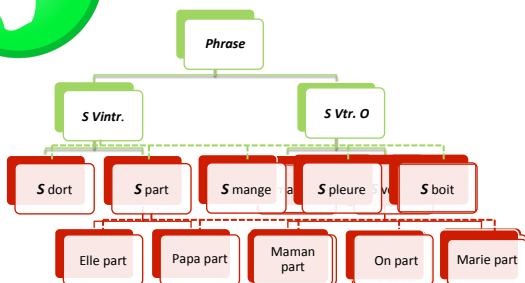 Phrase
S Vintr.
S Vtr. O
S dort
S part
S mange
S pleure
S boit
Elle part
Papa part
Maman
part
On part
Marie part